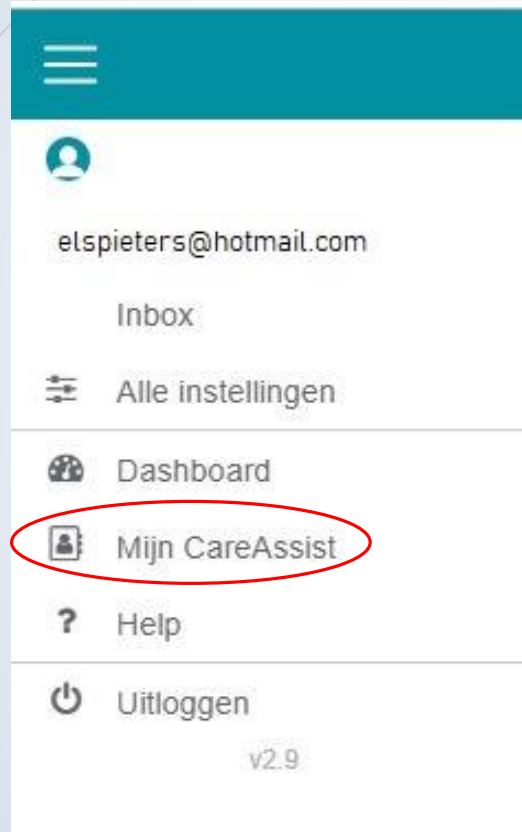 elspieters@hotmail.com
Inbox
Alle instellingen
Dashboard
Mijn CareAssist
? Help
Uitloggen
v2.9